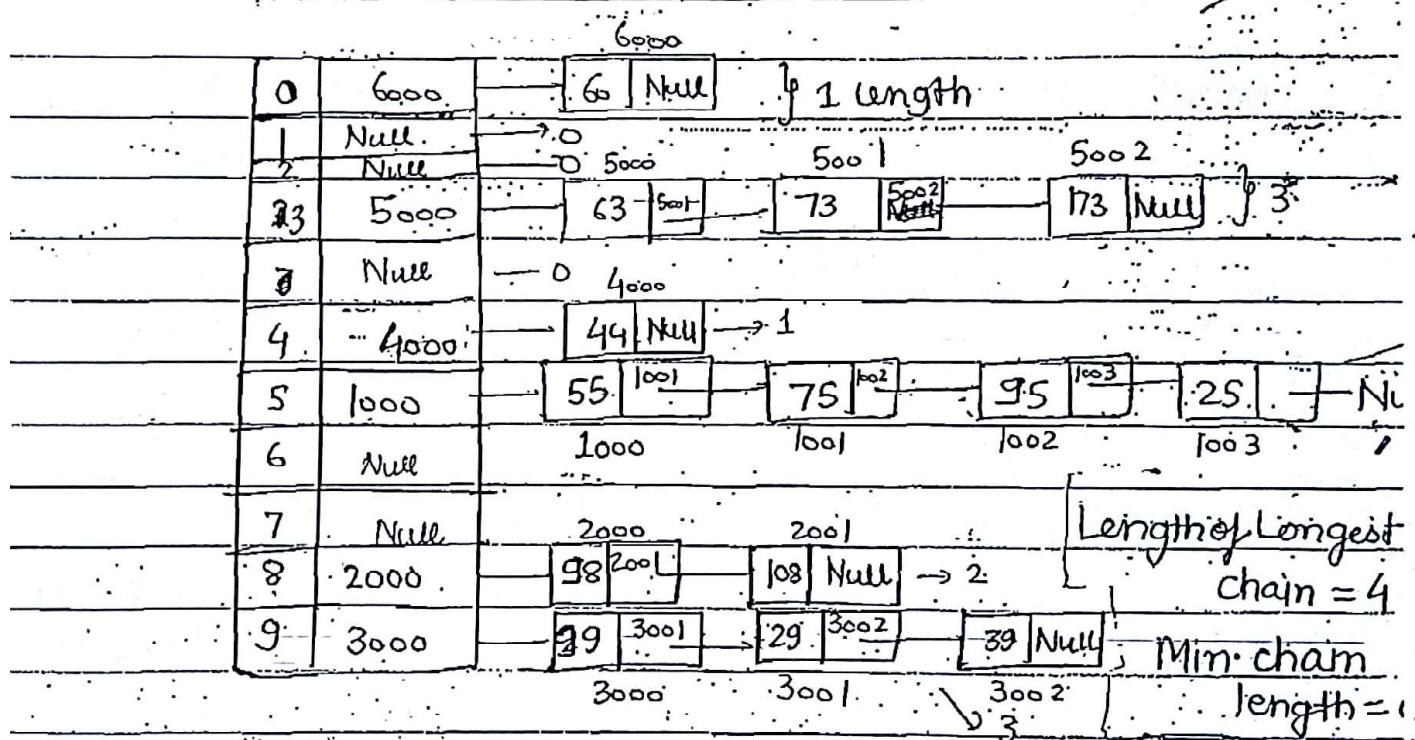 6000
0 6000 60 Null } 1 length
1 Null → 0
2 Null 0 5000 5001 5002
3 5000 63 5001 73 5002 173 Null } 3
Null 0 4000
4 4000 44 Null → 1
5 1000 55 1001 75 1002 95 1003 25
6 Null 1000 1001 1002 1003
7 Null 2000 2001 Length of Longest
8 2000 98 2001 108 Null → 2 chain = 4
9 3000 3001 29 3002 39 Null Min. chain
3000 3001 3002 length =
3